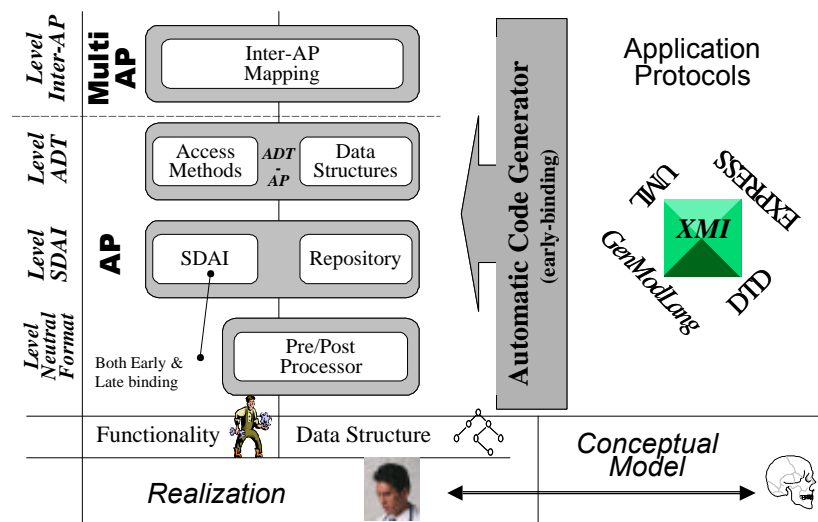 Level
Inter-AP
Multi
AP
Inter-AP
Mapping
Level
ADT
Access
Methods
ADT
-
AP
Data
Structures
Level
SDAI
AP
SDAI
Repository
Level
Neutral
Format
Both Early &
Late binding
Pre/Post
Processor
Automatic Code Generator
(early-binding)
Application
Protocols
UML
EXPRESS
XMI
GenModLang
DTD
Functionality
Data Structure
Realization
Conceptual
Model